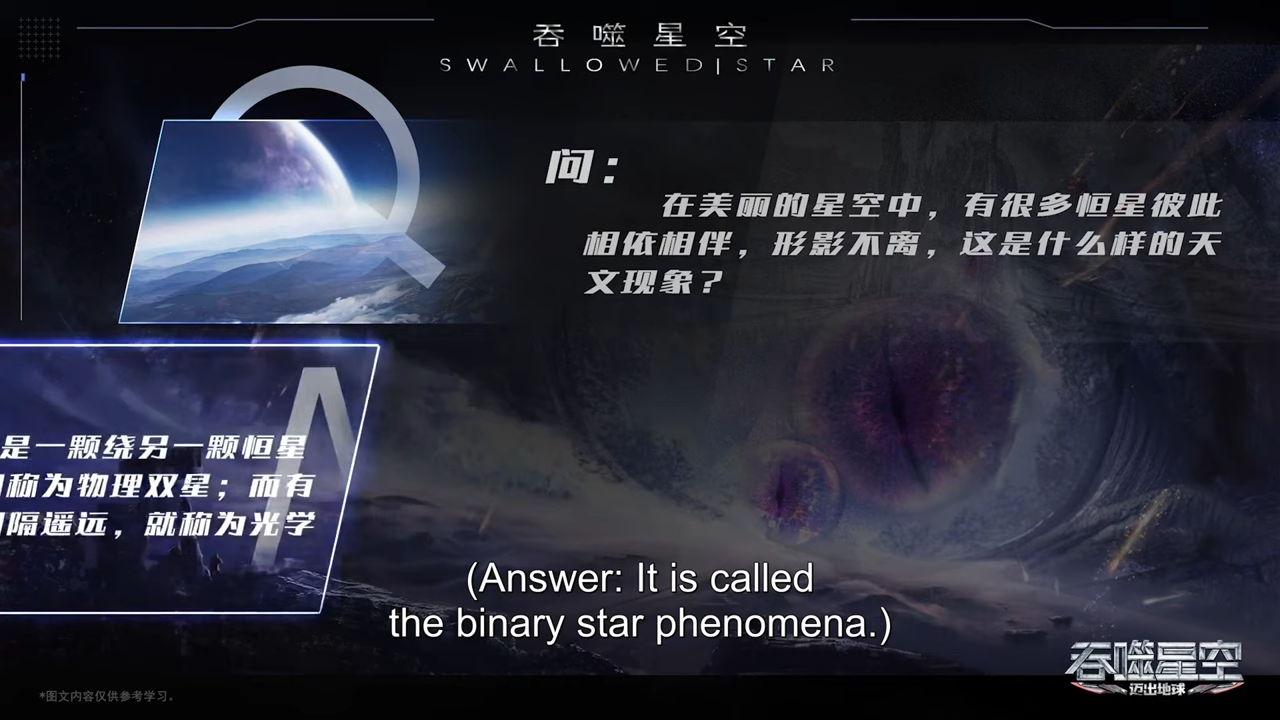 吞噬星空
SWALLOWED|STAR
问：
在美丽的星空中，有很多恒星彼此
相依相伴，形影不离，这是什么样的天
文现象？
是一颗绕另一颗恒星
称为物理双星；而有
隔遥远，就称为光学
(Answer: It is called
the binary star phenomena.)
吞噬星空
迈出地球
*图文内容仅供参考学习。